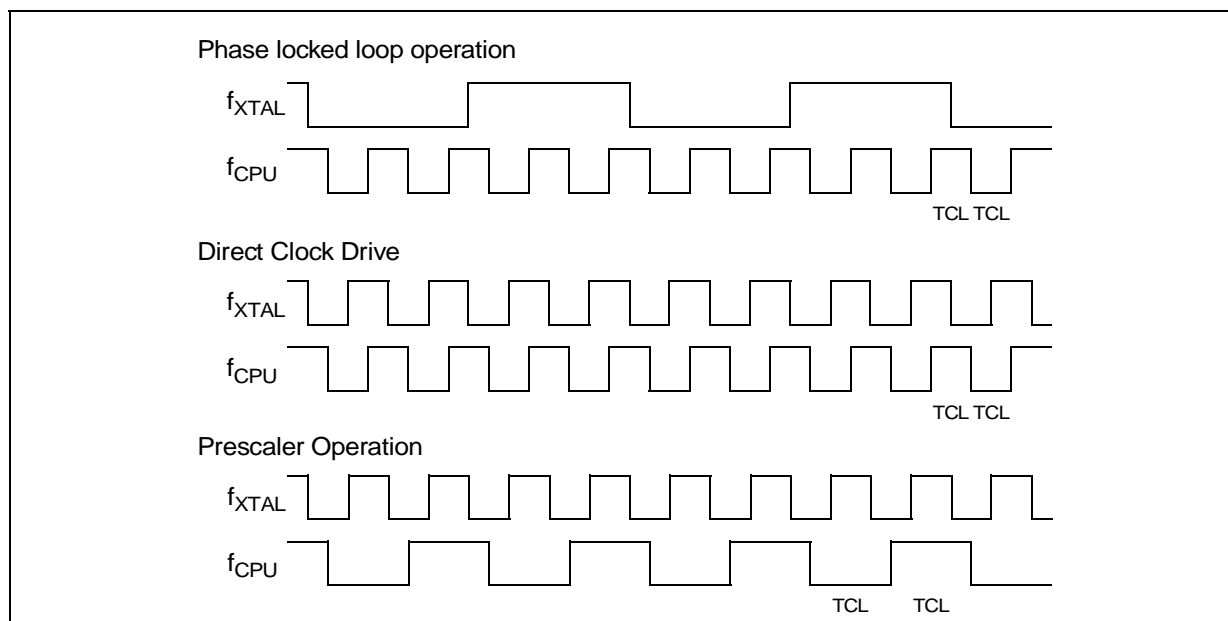 Phase locked loop operation
fXTAL
fCPU
TCL TCL
Direct Clock Drive
fXTAL
fCPU
TCL TCL
Prescaler Operation
fXTAL
fCPU
TCL TCL